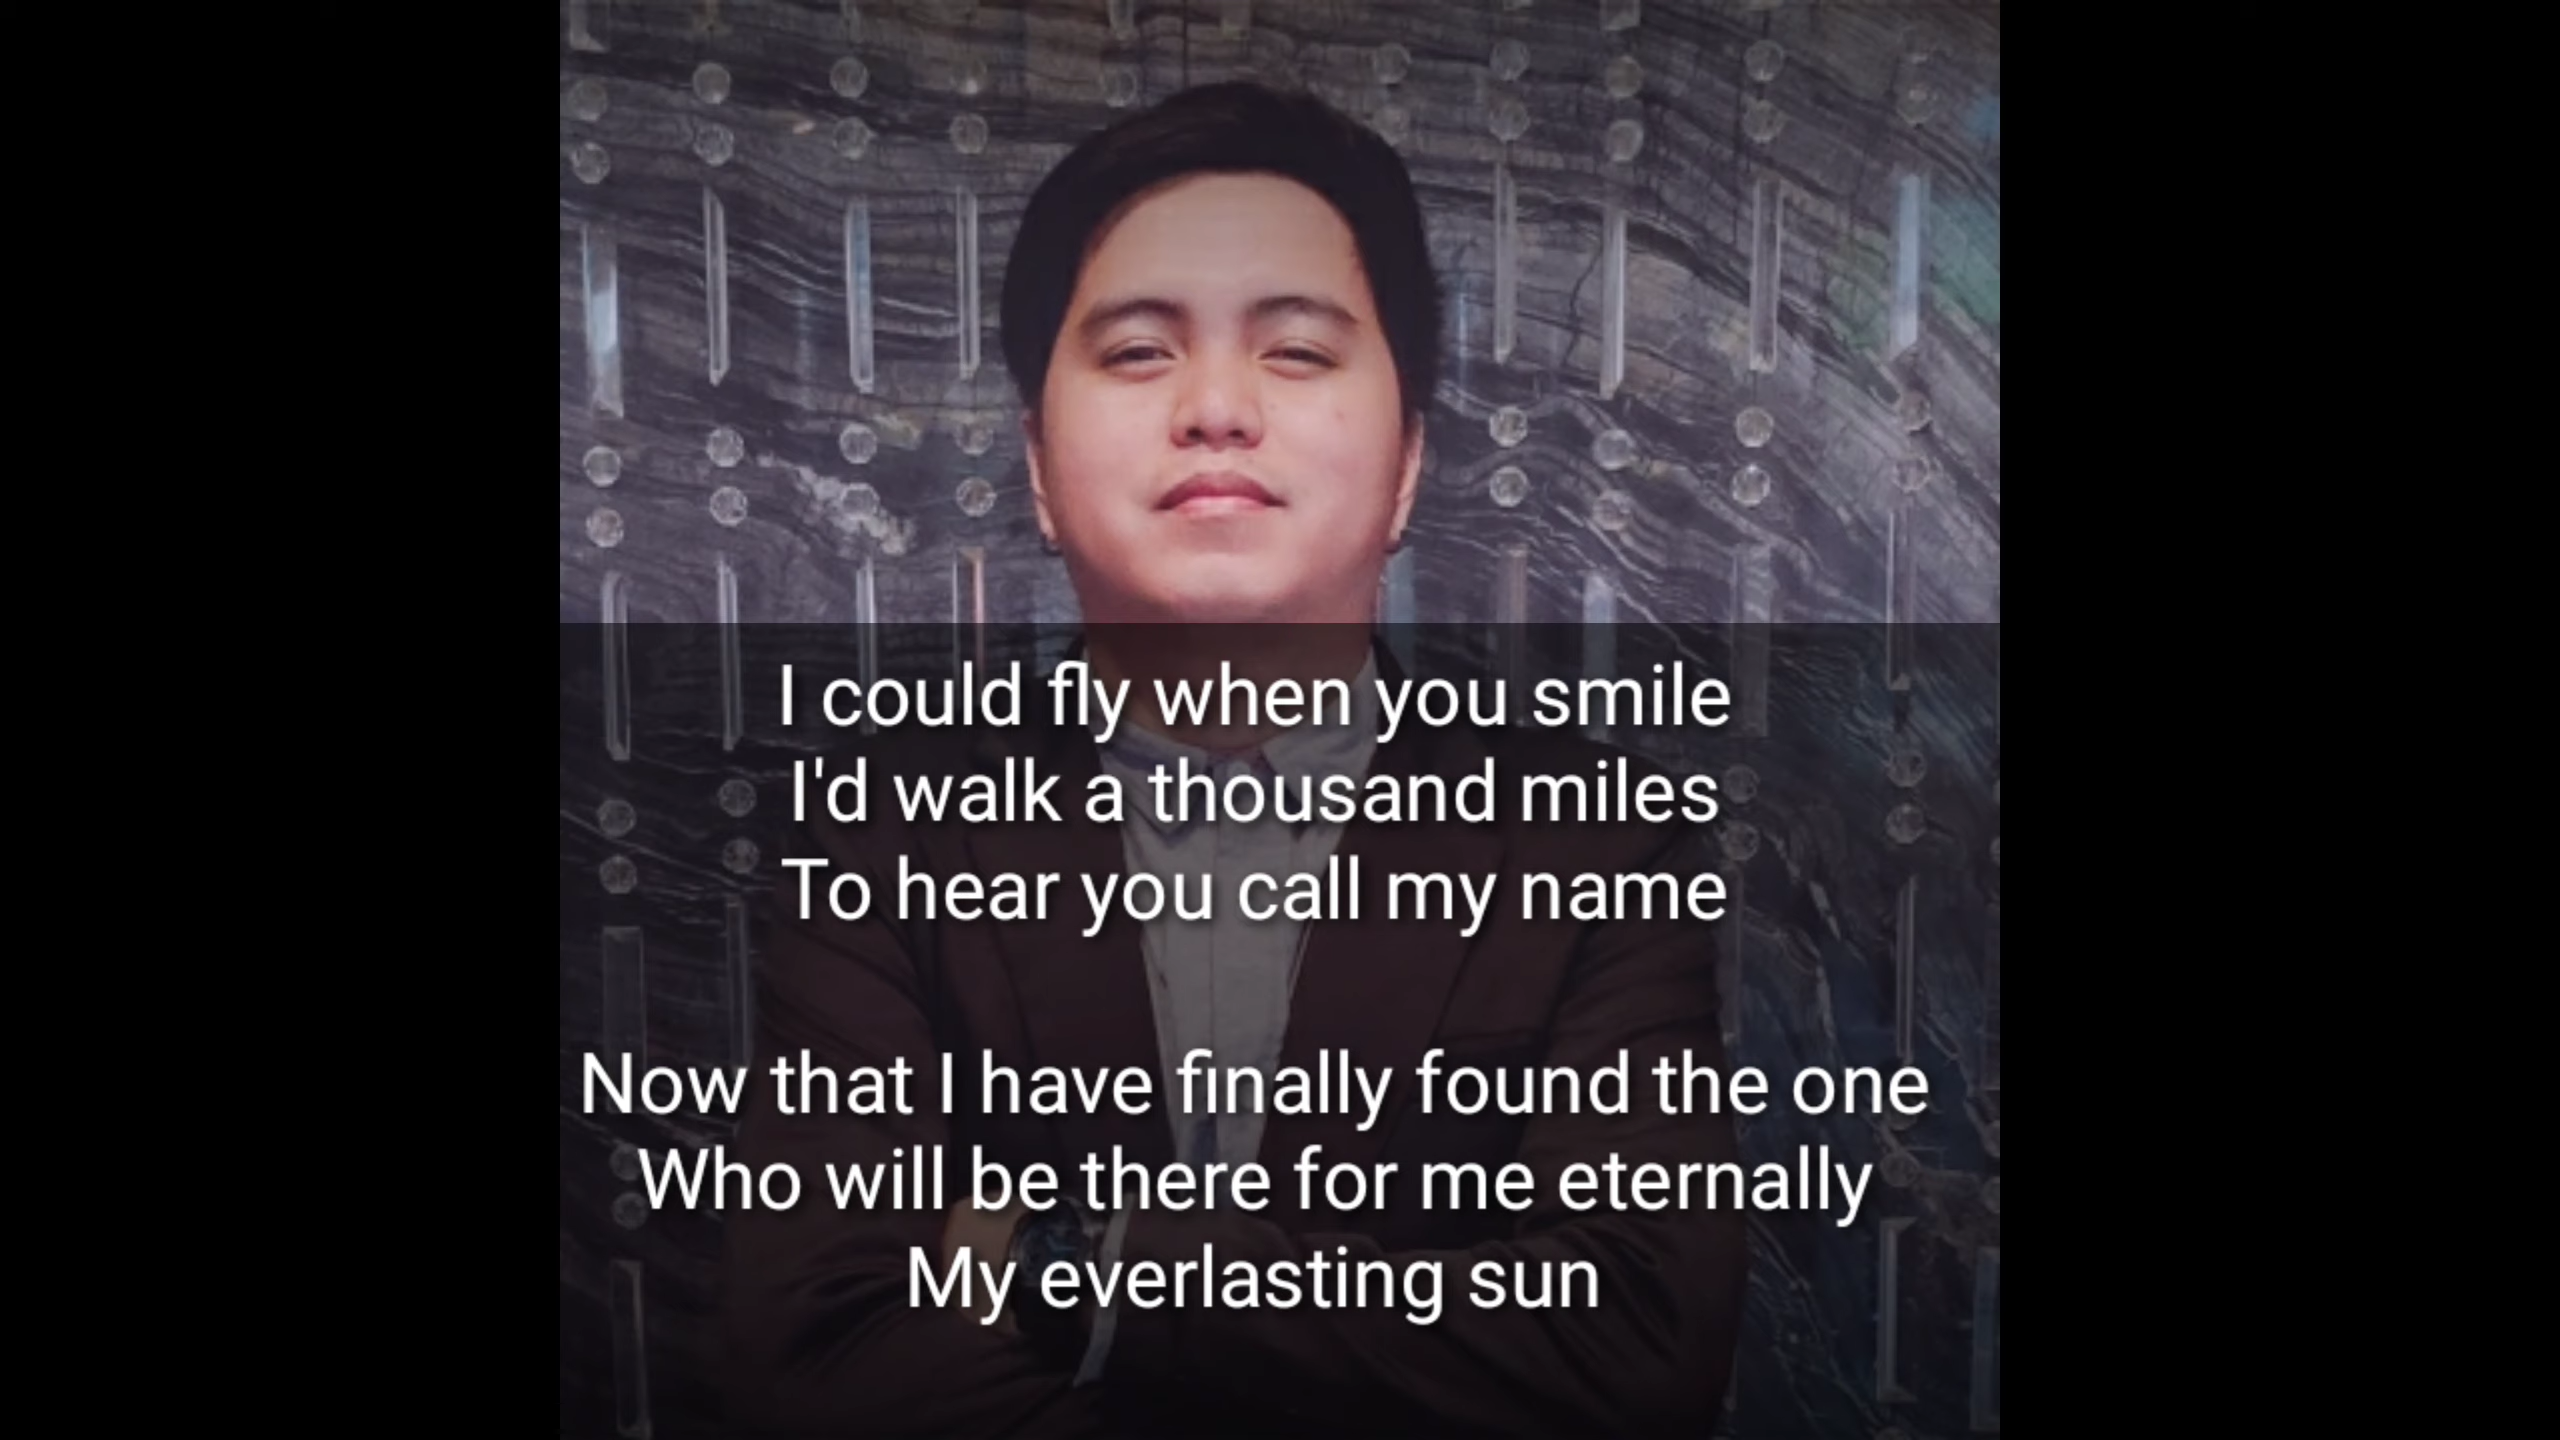 I could fly when you smile
I'd walk a thousand miles
To hear you call my name
Now that I have finally found the one
Who will be there for me eternally
My everlasting sun